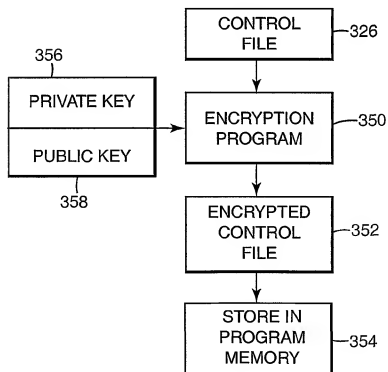 CONTROL
FILE
326
356
PRIVATE KEY
PUBLIC KEY
358
ENCRYPTION
PROGRAM
350
ENCRYPTED
CONTROL
FILE
352
STORE IN
PROGRAM
MEMORY
354